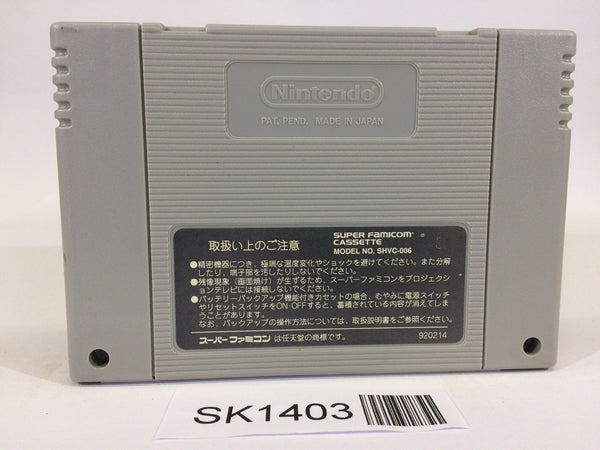 Nintendo
PAT. PEND. MADE IN JAPAN
取扱い上のご注意
SUPER FAMICOM®
CASSETTE
MODEL NO. SHVC-006
●精密機器につき、極端な温度変化やショックを避けてください。また分解
したり、端子部を汚したりしないでください。
●残像現象(画面焼け)が生ずるため、スーパーファミコンをプロジェクシ
ョンテレビには接続しないでください。
●バッテリーバックアップ機能付きカセットの場合、むやみに電源スイッチ
やリセットスイッチをON・OFFすると、蓄積されている内容が消えてしま
うことがあります。
なお、バックアップの操作方法については、取扱説明書をご参照ください。
スーパーファミコンは任天堂の商標です。
920214
SK1403